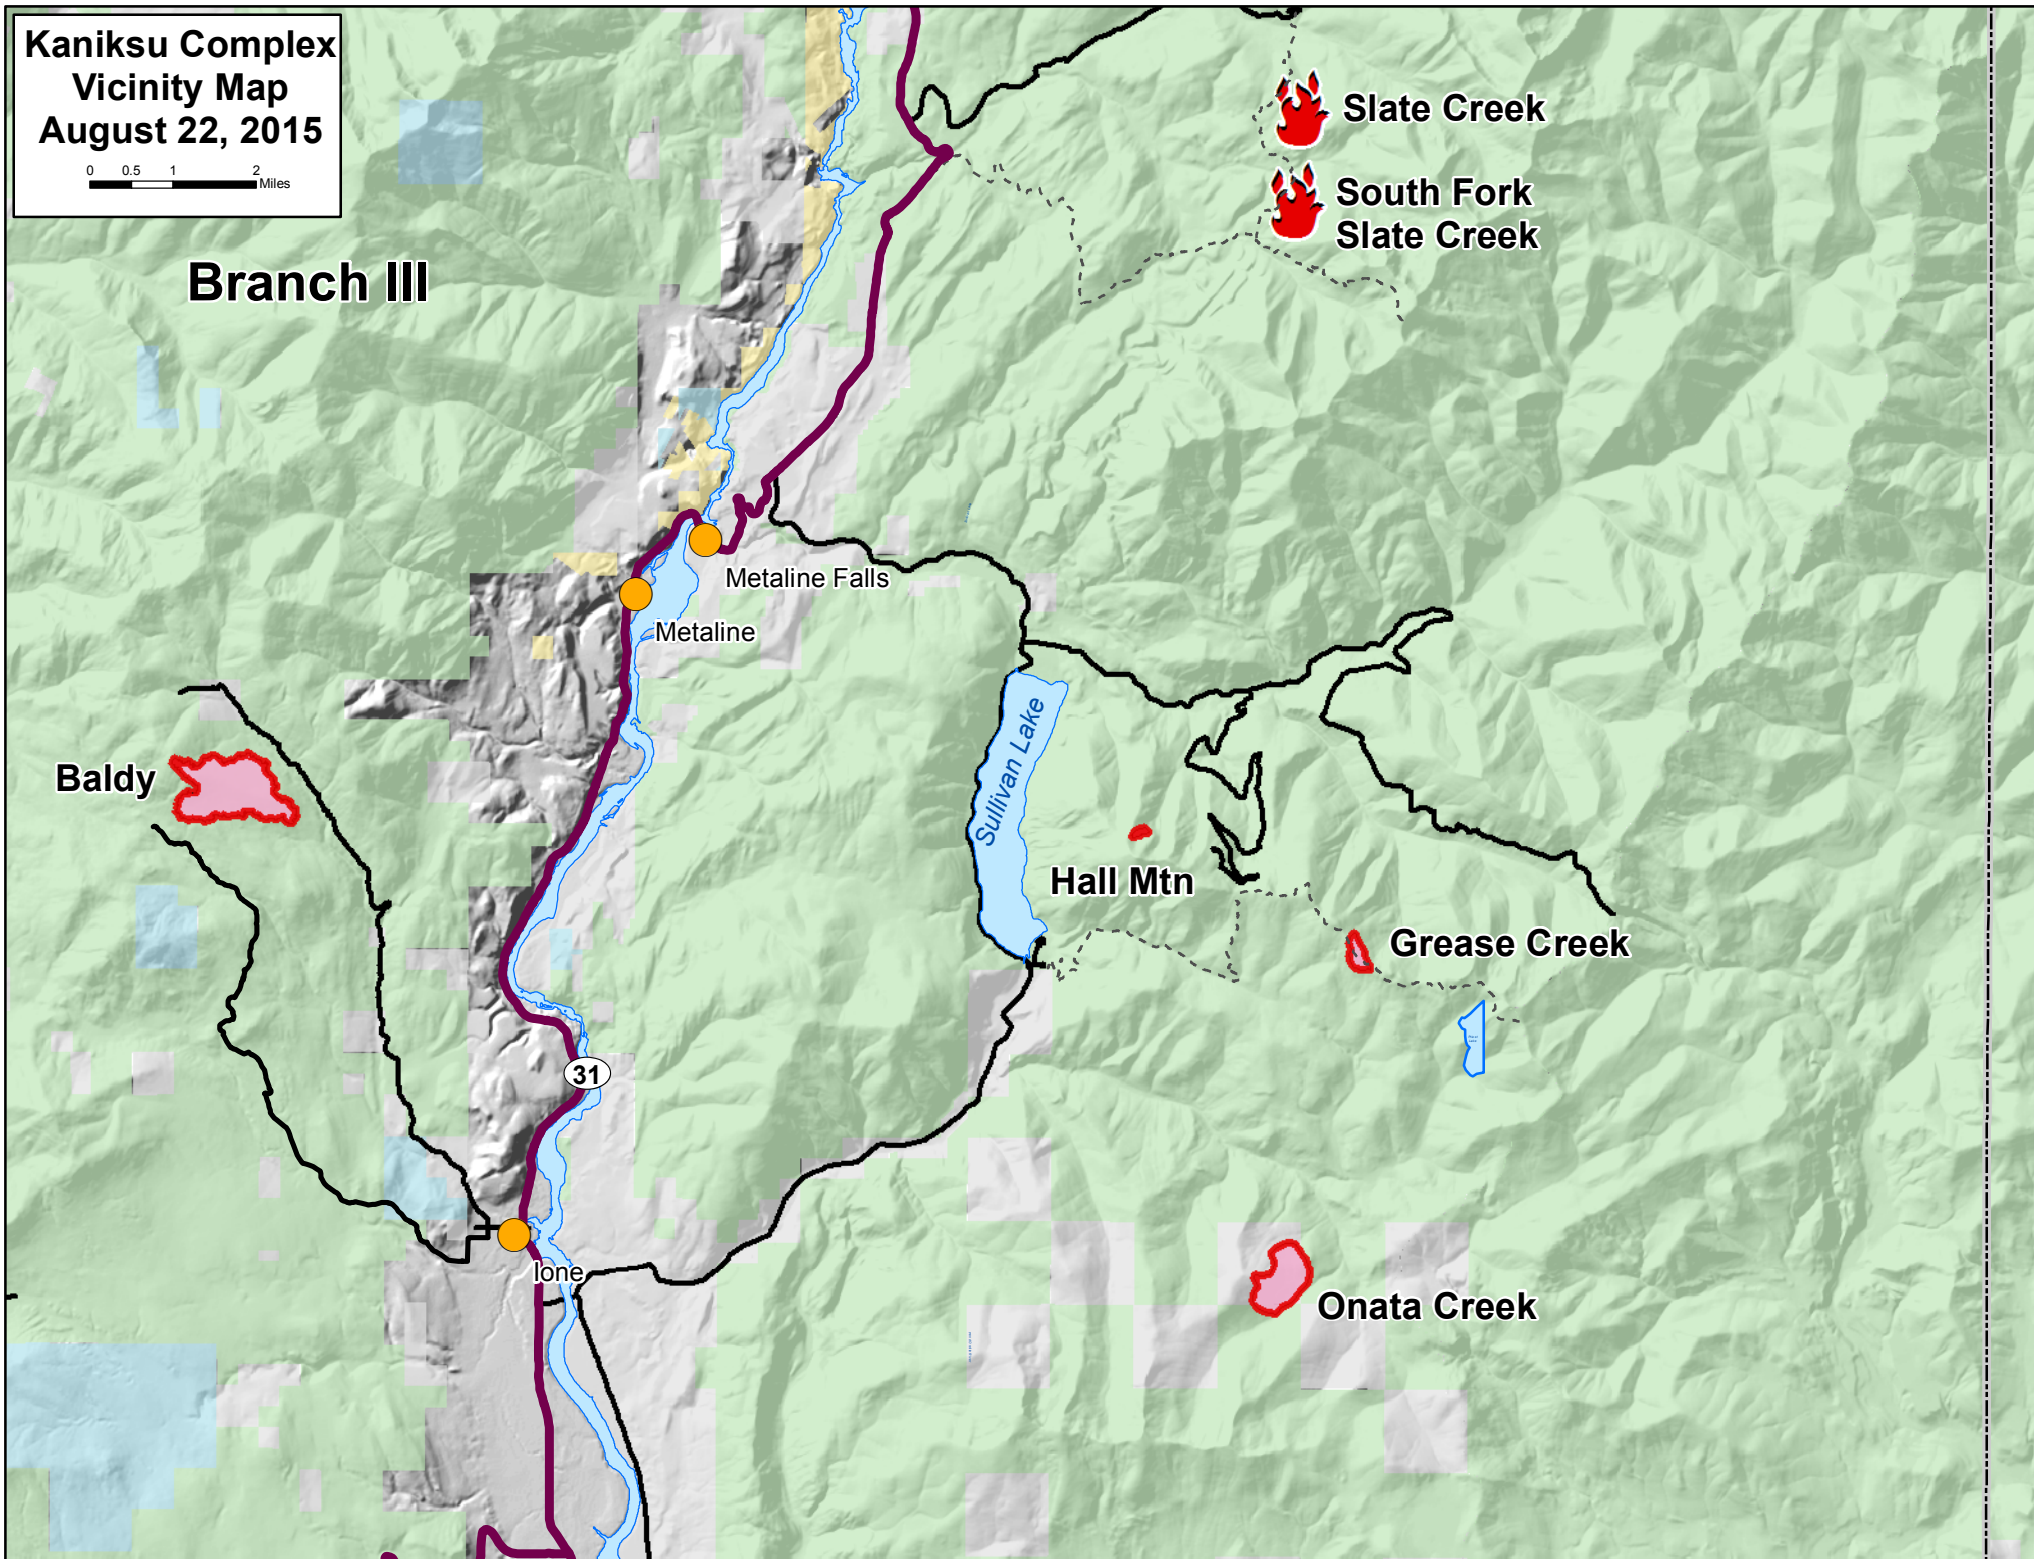 Kaniksu Complex
Vicinity Map
August 22, 2015
0 0.5 1 2
Miles
Slate Creek
South Fork
Slate Creek
Branch III
Metaline Falls
Metaline
Sullivan Lake
Baldy
Hall Mtn
Grease Creek
31
Ione
Onata Creek